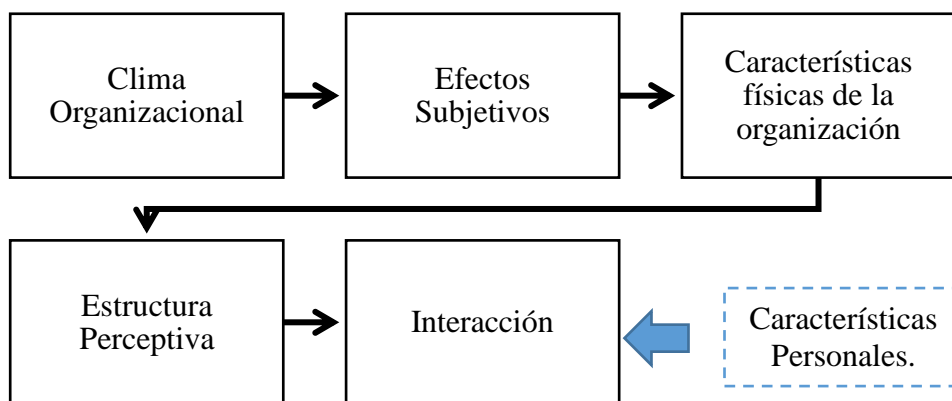 Clima
Organizacional
Efectos
Subjetivos
Características
físicas de la
organización
Estructura
Perceptiva
Interacción
Características
Personales.